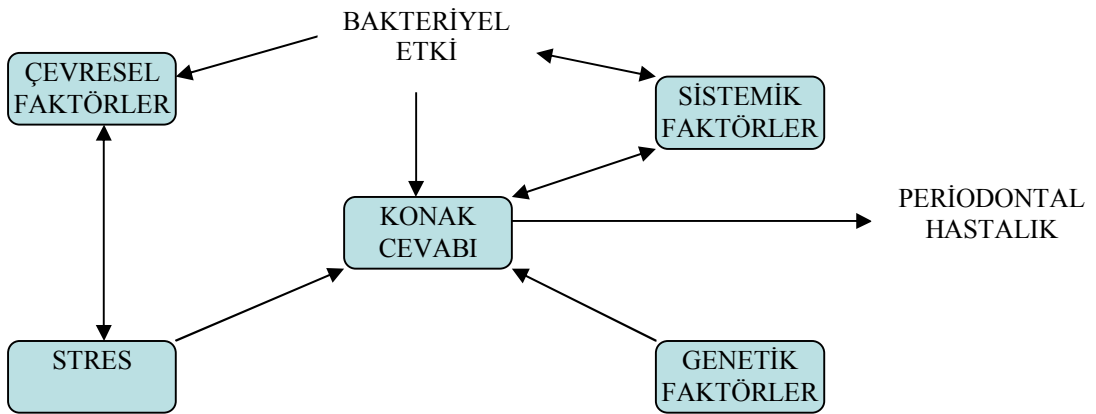 BAKTERİYEL
ETKİ
ÇEVRESEL
FAKTÖRLER
SİSTEMİK
FAKTÖRLER
KONAK
CEVABI
PERİODONTAL
HASTALIK
STRES
GENETİK
FAKTÖRLER